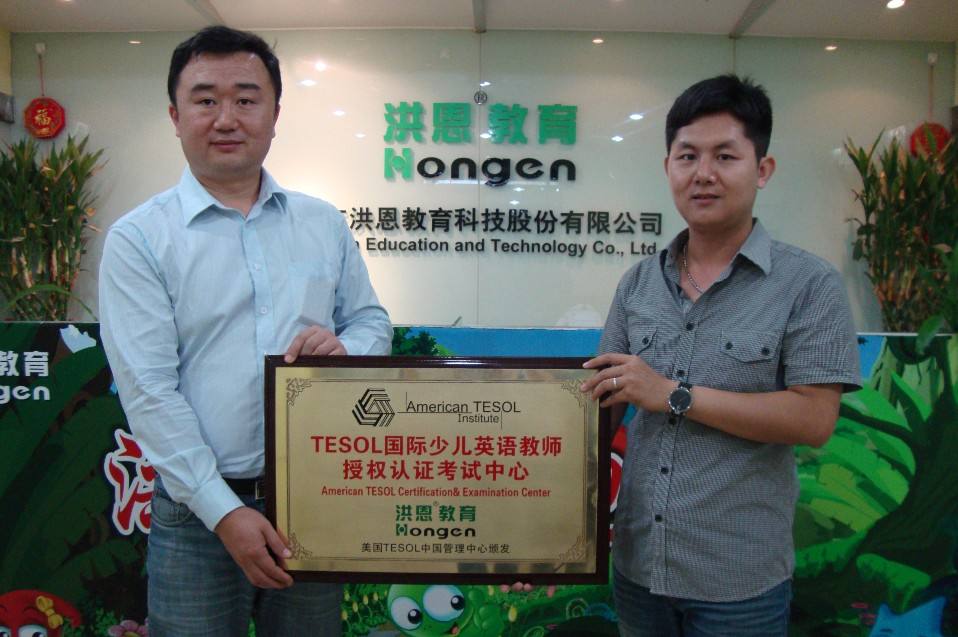 福
洪恩教育®
Hongen
洪恩教育科技股份有限公司
Education and Technology Co., Ltd
教育
American TESOL
Institute
TESOL国际少儿英语教师
授权认证考试中心
American TESOL Certification& Examination Center
洪恩®教育
Hongen
美国TESOL中国管理中心颁发